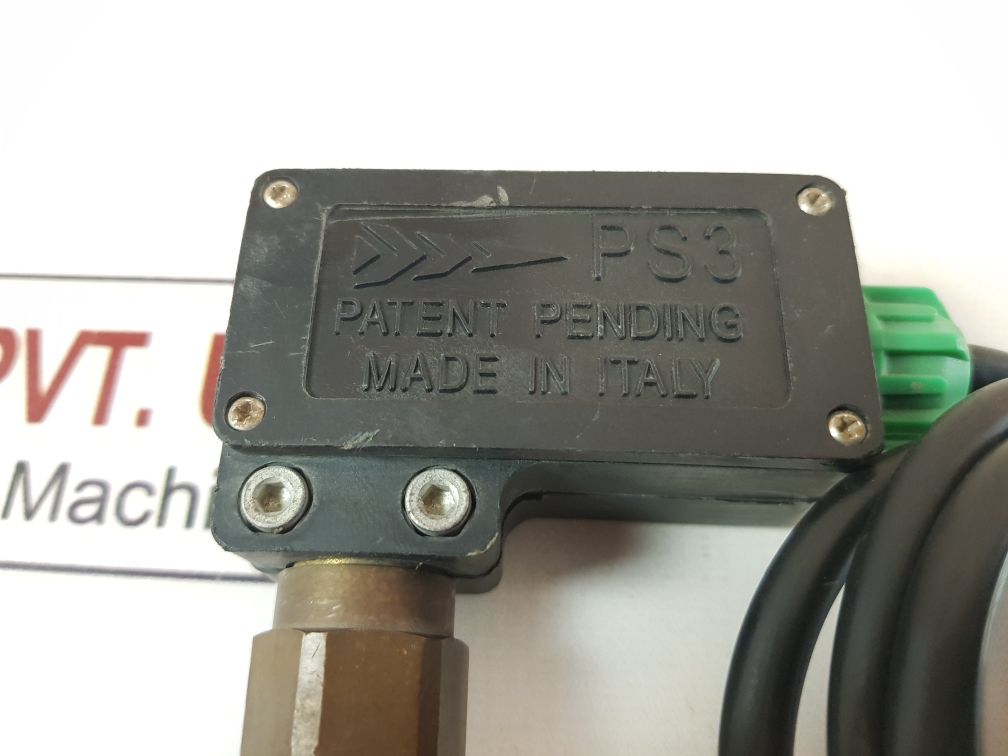 PS3
PATENT PENDING
MADE IN ITALY
PVT.
Machi